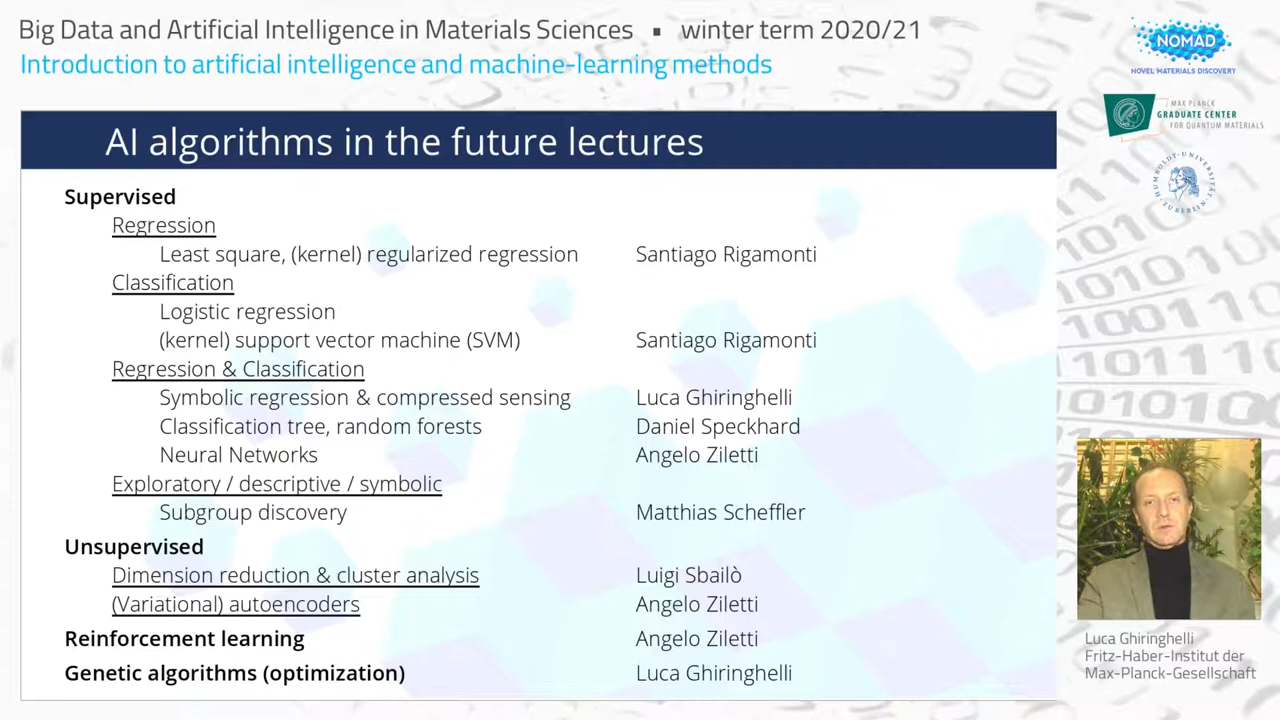 Big Data and Artificial Intelligence in Materials Sciences ▪ winter term 2020/21
Introduction to artificial intelligence and machine-learning methods
NOMAD
NOVEL MATERIALS DISCOVERY
MAX PLANCK
GRADUATE CENTER
FOR QUANTUM MATERIALS
HUMBOLDT-UNIVERSITÄT
ZU BERLIN
AI algorithms in the future lectures
Supervised
Regression
Least square, (kernel) regularized regression Santiago Rigamonti
Classification
Logistic regression
(kernel) support vector machine (SVM) Santiago Rigamonti
Regression & Classification
Symbolic regression & compressed sensing Luca Ghiringhelli
Classification tree, random forests Daniel Speckhard
Neural Networks Angelo Ziletti
Exploratory / descriptive / symbolic
Subgroup discovery Matthias Scheffler
Unsupervised
Dimension reduction & cluster analysis Luigi Sbailò
(Variational) autoencoders Angelo Ziletti
Reinforcement learning Angelo Ziletti
Genetic algorithms (optimization) Luca Ghiringhelli
Luca Ghiringhelli
Fritz-Haber-Institut der
Max-Planck-Gesellschaft